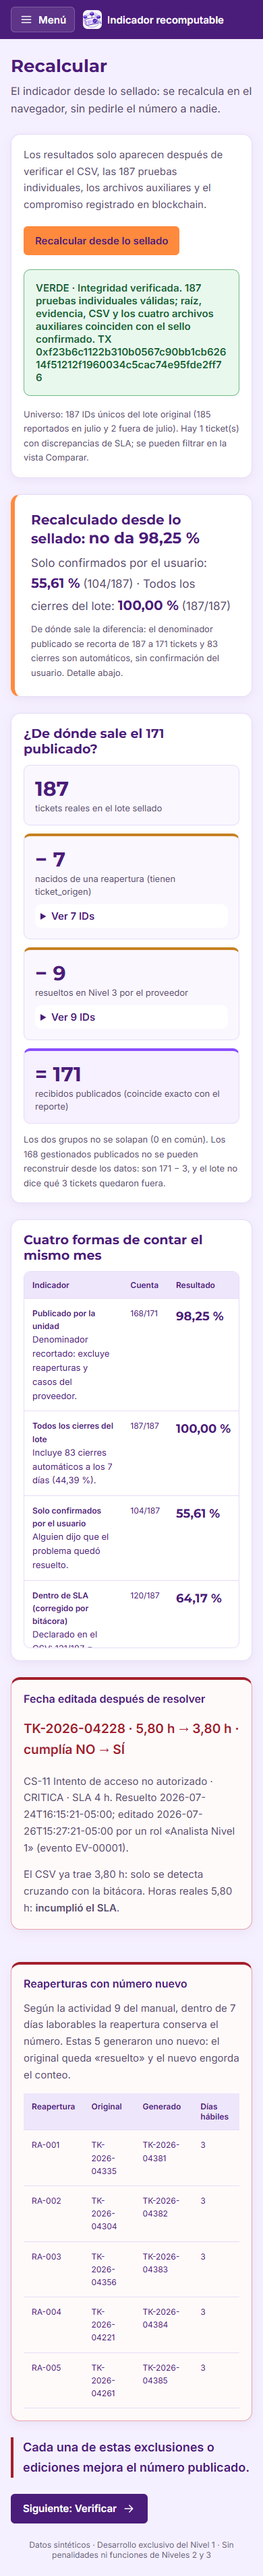 Menú
Indicador recomputable
Recalcular
El indicador desde lo sellado: se recalcula en el
navegador, sin pedirle el número a nadie.
Los resultados solo aparecen después de
verificar el CSV, las 187 pruebas
individuales, los archivos auxiliares y el
compromiso registrado en blockchain.
Recalcular desde lo sellado
VERDE · Integridad verificada. 187
pruebas individuales válidas; raíz,
evidencia, CSV y los cuatro archivos
auxiliares coinciden con el sello
confirmado. TX
0xf23b6c1122b310b0567c90bb1cb626
14f51212f1960034c5cac74e95fde2ff7
6
Universo: 187 IDs únicos del lote original (185
reportados en julio y 2 fuera de julio). Hay 1 ticket(s)
con discrepancias de SLA; se pueden filtrar en la
vista Comparar.
Recalculado desde lo
sellado: no da 98,25 %
Solo confirmados por el usuario:
55,61 % (104/187) · Todos los
cierres del lote: 100,00 % (187/187)
De dónde sale la diferencia: el denominador
publicado se recorta de 187 a 171 tickets y 83
cierres son automáticos, sin confirmación del
usuario. Detalle abajo.
¿De dónde sale el 171
publicado?
187
tickets reales en el lote sellado
− 7
nacidos de una reapertura (tienen
ticket_origen)
Ver 7 IDs
− 9
resueltos en Nivel 3 por el proveedor
Ver 9 IDs
= 171
recibidos publicados (coincide exacto con el
reporte)
Los dos grupos no se solapan (0 en común). Los
168 gestionados publicados no se pueden
reconstruir desde los datos: son 171 − 3, y el lote no
dice qué 3 tickets quedaron fuera.
Cuatro formas de contar el
mismo mes
Indicador Cuenta Resultado
Publicado por la
unidad
Denominador
recortado: excluye
reaperturas y
casos del
proveedor.
168/171
98,25 %
Todos los cierres del
lote
Incluye 83 cierres
automáticos a los 7
días (44,39 %).
187/187
100,00 %
Solo confirmados
por el usuario
Alguien dijo que el
problema quedó
resuelto.
104/187
55,61 %
Dentro de SLA
(corregido por
bitácora)
Declarado en el
120/187
64,17 %
Fecha editada después de resolver
TK-2026-04228 · 5,80 h → 3,80 h ·
cumplía NO → SÍ
CS-11 Intento de acceso no autorizado ·
CRITICA · SLA 4 h. Resuelto 2026-07-
24T16:15:21-05:00; editado 2026-07-
26T15:27:21-05:00 por un rol «Analista Nivel
1» (evento EV-00001).
El CSV ya trae 3,80 h: solo se detecta
cruzando con la bitácora. Horas reales 5,80
h: incumplió el SLA.
Reaperturas con número nuevo
Según la actividad 9 del manual, dentro de 7
días laborables la reapertura conserva el
número. Estas 5 generaron uno nuevo: el
original queda «resuelto» y el nuevo engorda
el conteo.
Reapertura Original Generado Días
hábiles
RA-001 TK-2026-04335 TK-2026-04381 3
RA-002 TK-2026-04304 TK-2026-04382 3
RA-003 TK-2026-04356 TK-2026-04383 3
RA-004 TK-2026-04221 TK-2026-04384 3
RA-005 TK-2026-04261 TK-2026-04385 3
Cada una de estas exclusiones o
ediciones mejora el número publicado.
Siguiente: Verificar →
Datos sintéticos · Desarrollo exclusivo del Nivel 1 · Sin
penalidades ni funciones de Niveles 2 y 3